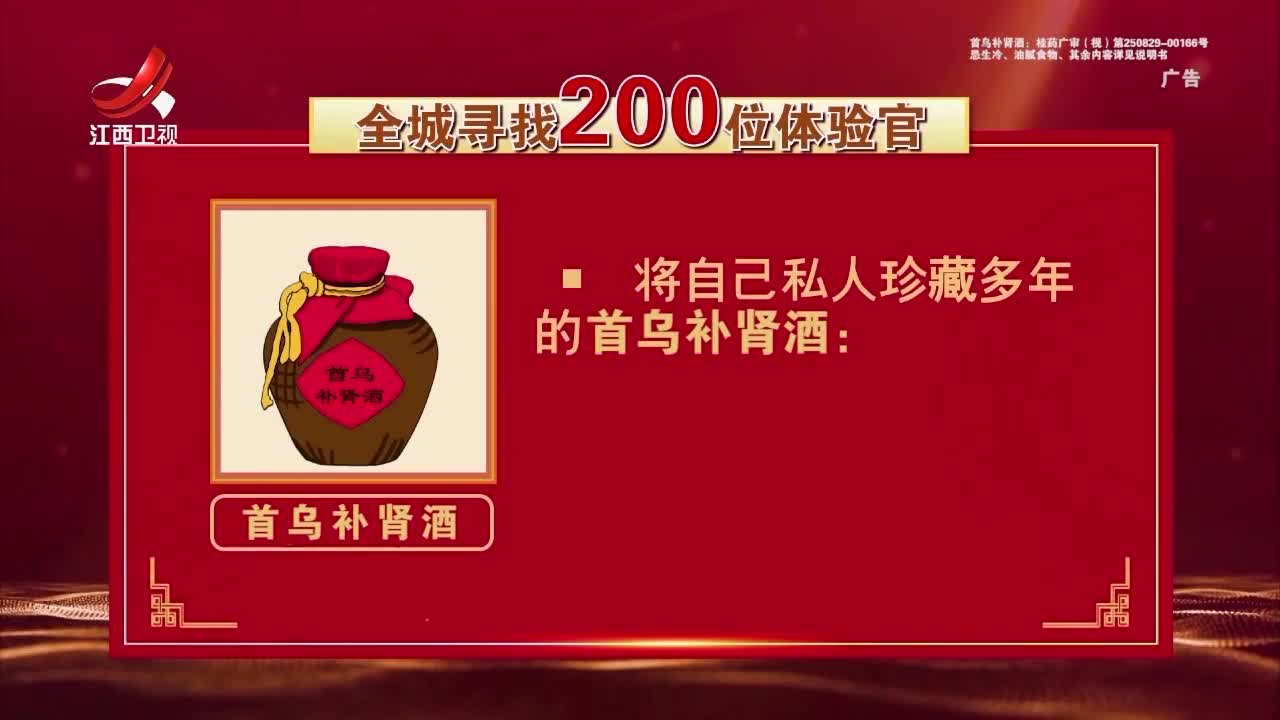 首乌补肾酒：桂药广审（视）第250829-00166号
忌生冷、油腻食物、其余内容详见说明书
广告
江西卫视
全城寻找200位体验官
■ 将自己私人珍藏多年
的首乌补肾酒：
首乌
补肾酒
首乌补肾酒